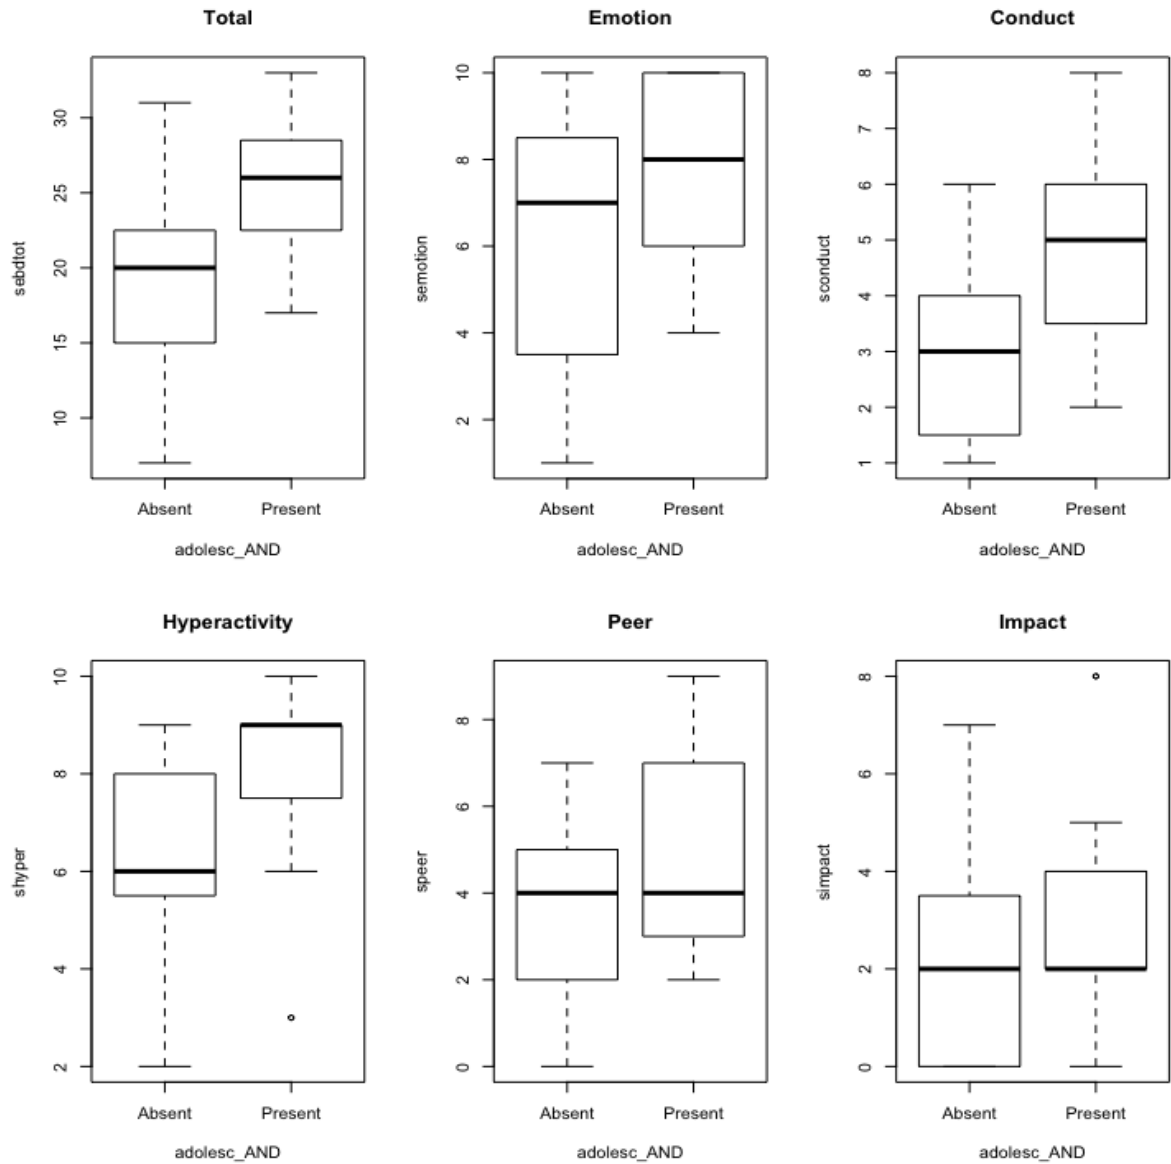 Total
Emotion
Conduct
sebdtot
10
15
20
25
30
semotion
2
4
6
8
10
sconduct
1
2
3
4
5
6
7
8
Absent
Present
Absent
Present
Absent
Present
adolesc_AND
adolesc_AND
adolesc_AND
Hyperactivity
Peer
Impact
shyper
2
4
6
8
10
speer
0
2
4
6
8
simpact
0
2
4
6
8
Absent
Present
Absent
Present
Absent
Present
adolesc_AND
adolesc_AND
adolesc_AND